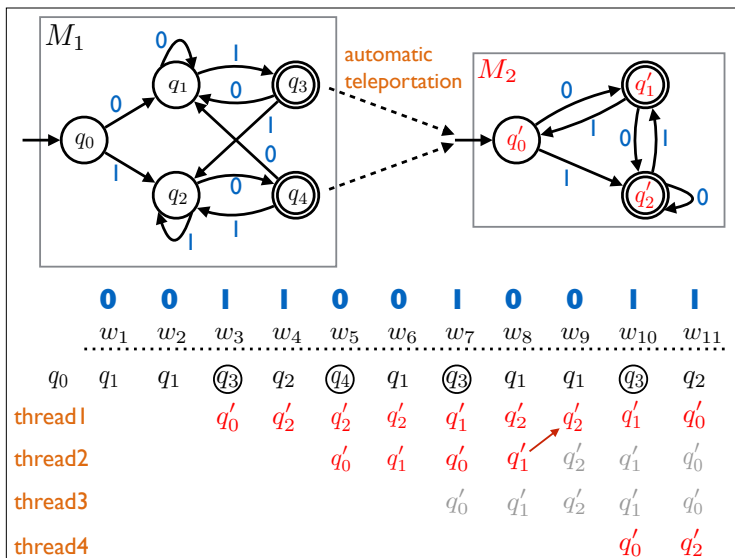 M₁
automatic
teleportation
M₂
0
1
0
q₁
q₃
0
1
q₀
1
0
q₂
0
q₄
1
1
0
q′₁
1
q′₀
0
1
1
q′₂
0
0 0 1 1 0 0 1 0 0 1 1
w₁ w₂ w₃ w₄ w₅ w₆ w₇ w₈ w₉ w₁₀ w₁₁
q₀ q₁ q₁ q₃ q₂ q₄ q₁ q₃ q₁ q₁ q₃ q₂
thread1 q′₀ q′₂ q′₂ q′₂ q′₁ q′₂ q′₂ q′₁ q′₀
thread2 q′₀ q′₁ q′₀ q′₁ q′₂ q′₁ q′₀
thread3 q′₀ q′₁ q′₂ q′₁ q′₀
thread4 q′₀ q′₂